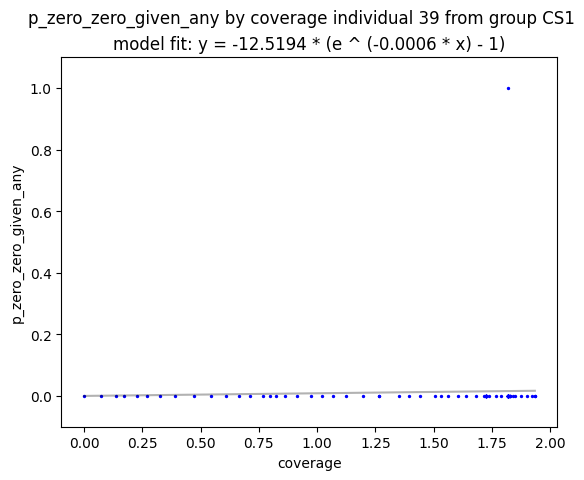 p_zero_zero_given_any by coverage individual 39 from group CS1
model fit: y = -12.5194 * (e ^ (-0.0006 * x) - 1)
1.0
0.8
0.6
0.4
0.2
0.0
p_zero_zero_given_any
0.00 0.25 0.50 0.75 1.00 1.25 1.50 1.75 2.00
coverage